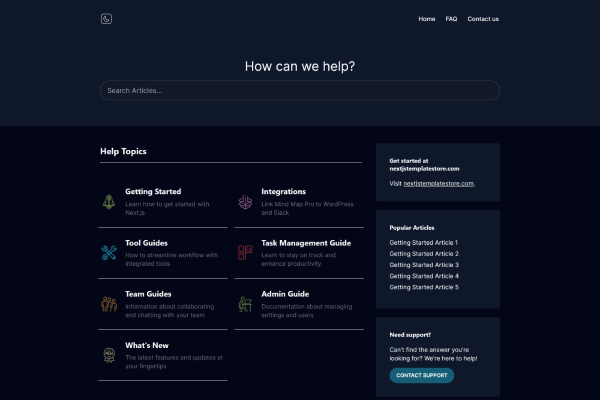 Home FAQ Contact us
How can we help?
Search Articles...
Help Topics
Getting Started
Learn how to get started with
Next.js
Integrations
Link Mind Map Pro to WordPress
and Slack
Tool Guides
How to streamline workflow with
integrated tools
Task Management Guide
Learn to stay on track and
enhance productivity
Team Guides
Information about collaborating
and chatting with your team
Admin Guide
Documentation about managing
settings and users
What's New
The latest features and updates at
your fingertips
Get started at
nextjstemplatestore.com
Visit nextjstemplatestore.com.
Popular Articles
Getting Started Article 1
Getting Started Article 2
Getting Started Article 3
Getting Started Article 4
Getting Started Article 5
Need support?
Can't find the answer you're
looking for? We're here to help!
CONTACT SUPPORT